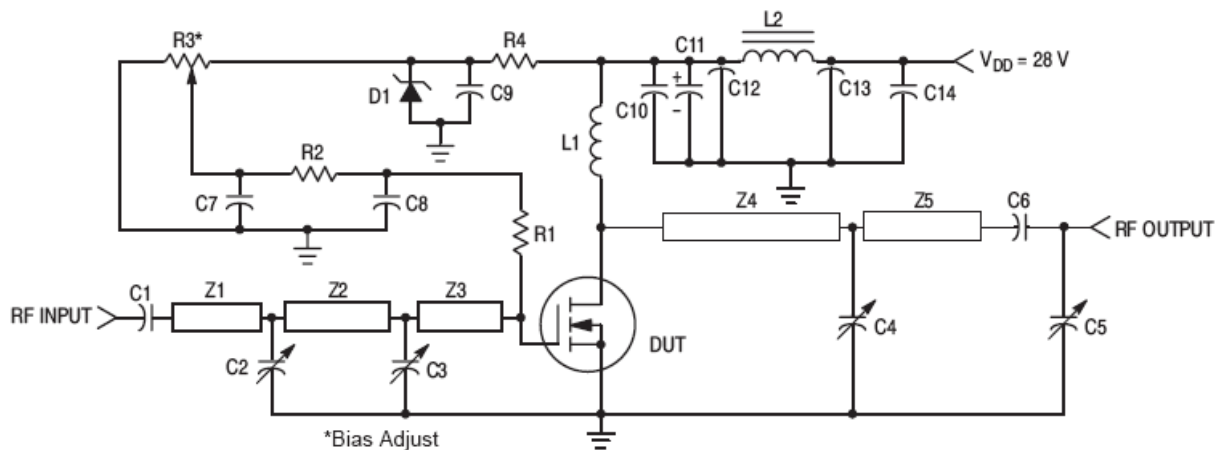 L2
R3*
R4
C11
V_DD = 28 V
D1
C9
+
C10
-
C12
C13
C14
L1
R2
C7
C8
R1
Z4
Z5
C6
RF OUTPUT
C1
Z1
Z2
Z3
RF INPUT
C2
C3
DUT
C4
C5
*Bias Adjust